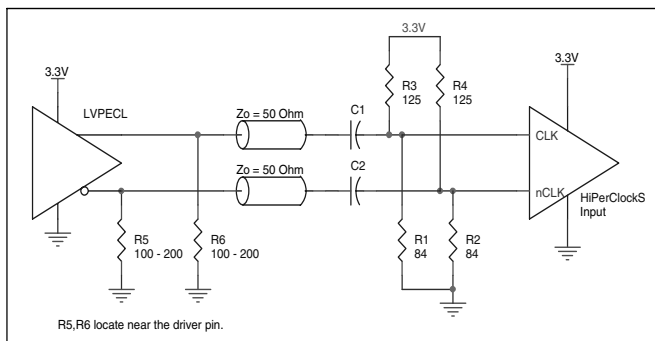 3.3V
3.3V
3.3V
R3
125
R4
125
LVPECL
Zo = 50 Ohm
C1
CLK
Zo = 50 Ohm
C2
nCLK
HiPerClockS
Input
R5
100 - 200
R6
100 - 200
R1
84
R2
84
R5,R6 locate near the driver pin.